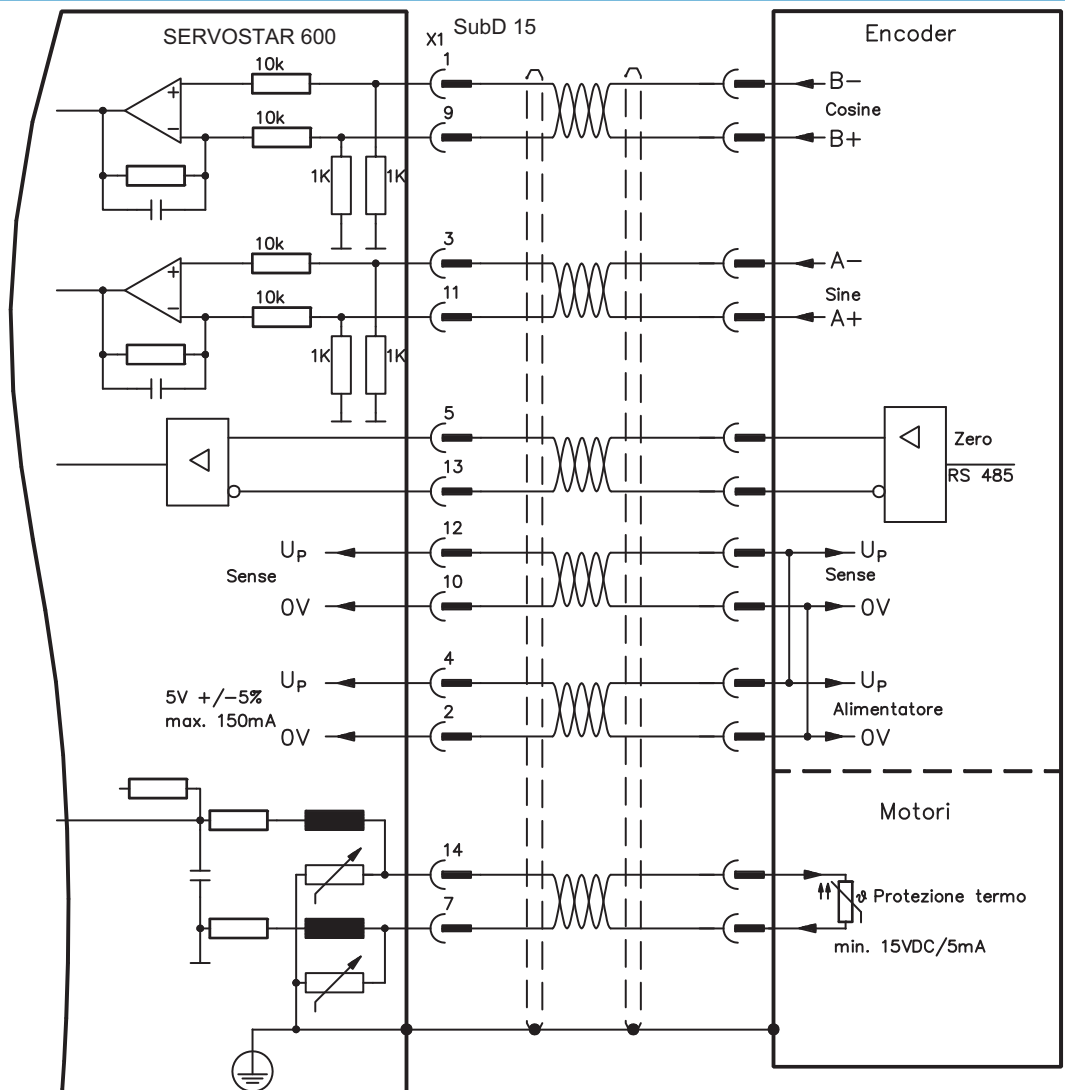 SERVOSTAR 600
X1
SubD 15
Encoder
10k
1
B-
Cosine
10k
9
B+
1K
1K
10k
3
A-
Sine
10k
11
A+
1K
1K
5
Zero
13
RS 485
12
UP
UP
Sense
Sense
10
0V
0V
4
UP
UP
5V +/-5%
max. 150mA
Alimentatore
2
0V
0V
Motori
14
ϑ Protezione termo
7
min. 15VDC/5mA